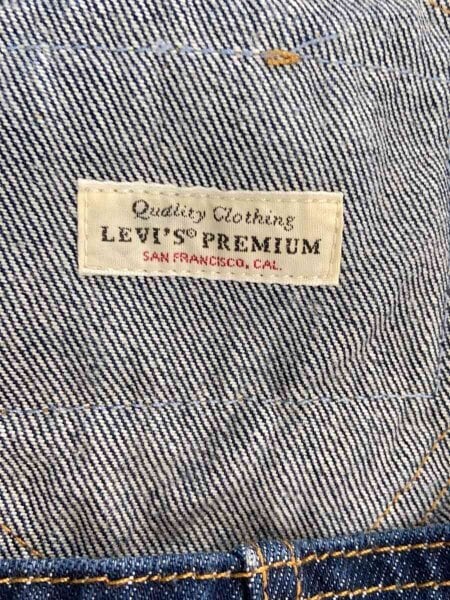 Quality Clothing
LEVI'S® PREMIUM
SAN FRANCISCO, CAL.